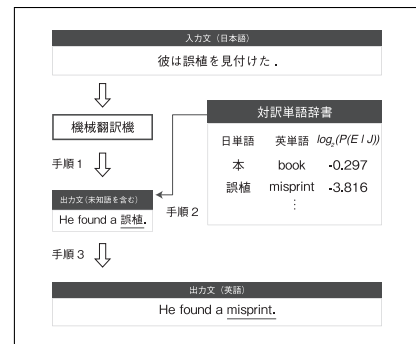 入力文（日本語）
彼は誤植を見付けた．
機械翻訳機
手順１
対訳単語辞書
日単語 英単語 log₂(P(E | J))
本 book -0.297
誤植 misprint -3.816
⋮
出力文（未知語を含む）
He found a 誤植.
手順２
手順３
出力文（英語）
He found a misprint.